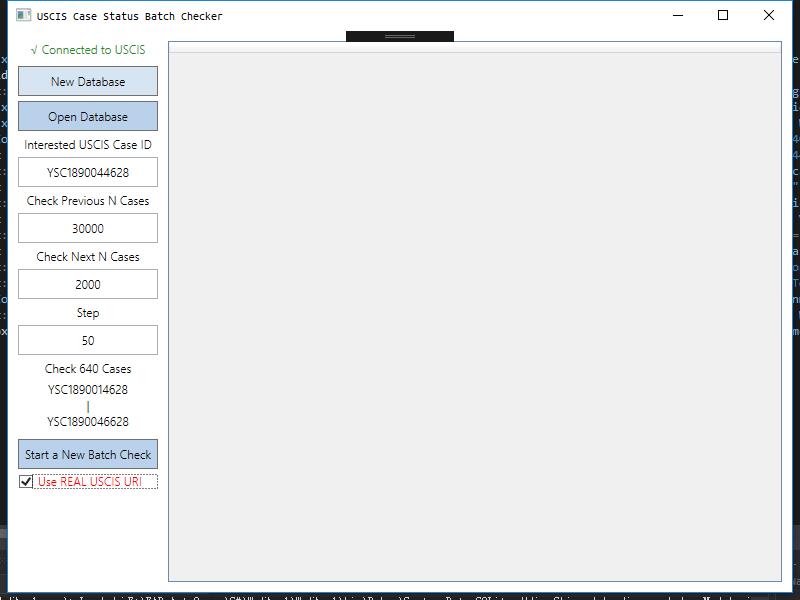 USCIS Case Status Batch Checker
√ Connected to USCIS
New Database
Open Database
Interested USCIS Case ID
YSC1890044628
Check Previous N Cases
30000
Check Next N Cases
2000
Step
50
Check 640 Cases
YSC1890014628
|
YSC1890046628
Start a New Batch Check
Use REAL USCIS URI